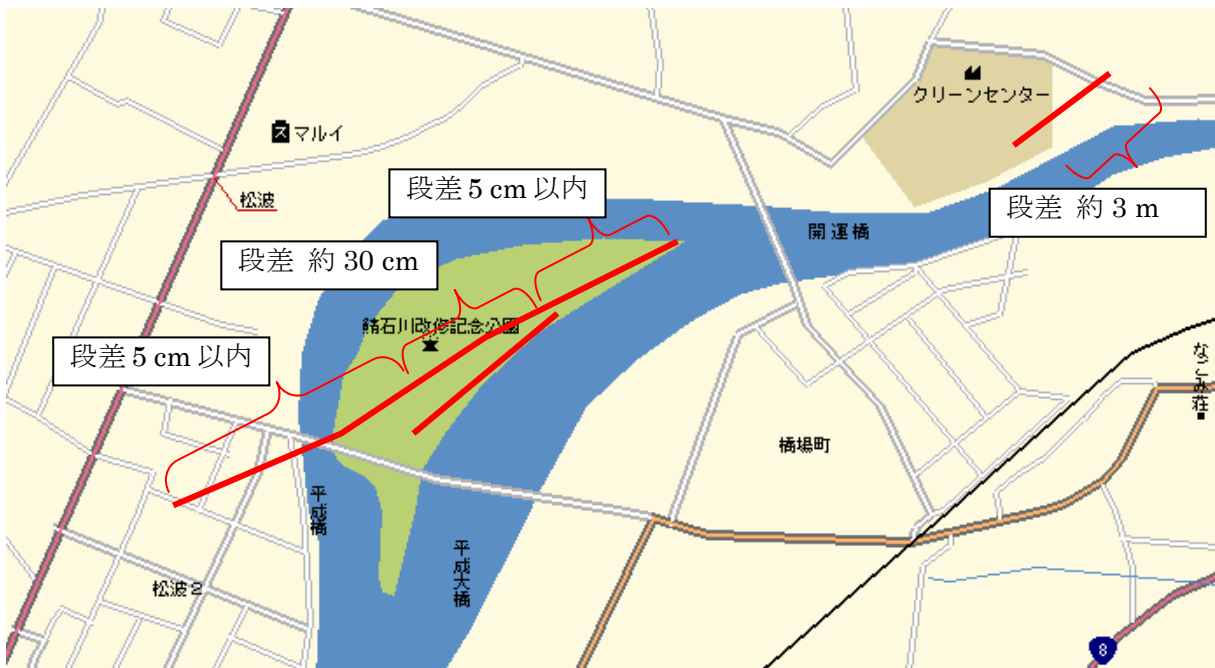 クリーンセンター
マルイ
段差 5 cm 以内
松波
段差 約 3 m
開運橋
段差 約 30 cm
鯖石川改修記念公園
段差 5 cm 以内
なごみ荘
橋場町
平成橋
平成大橋
松波2
8